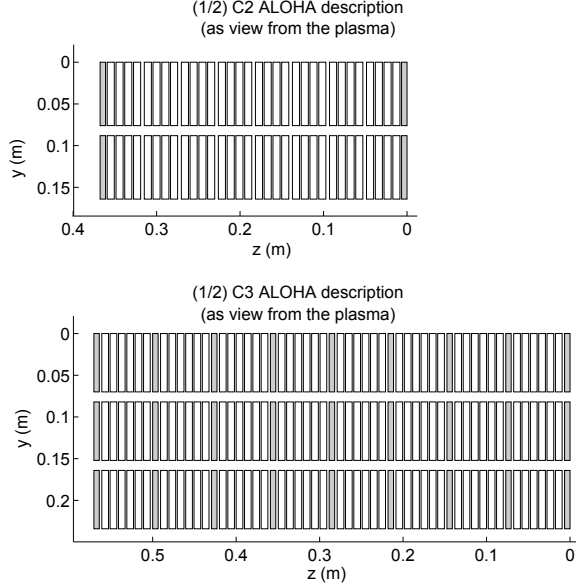 (1/2) C2 ALOHA description
(as view from the plasma)
0
0.05
0.1
0.15
y (m)
0.4 0.3 0.2 0.1 0
z (m)
(1/2) C3 ALOHA description
(as view from the plasma)
0
0.05
0.1
0.15
0.2
y (m)
0.5 0.4 0.3 0.2 0.1 0
z (m)